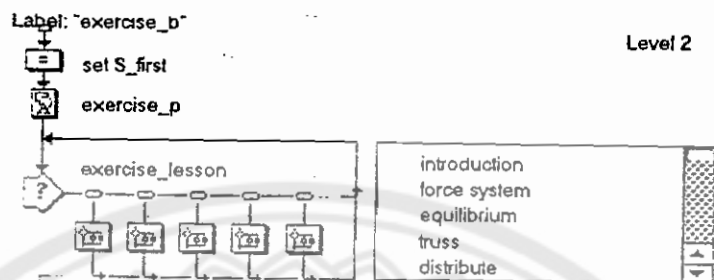 Label: "exercise_b"
Level 2
=
set S_first
exercise_p
exercise_lesson
?
introduction
force system
equilibrium
truss
distribute